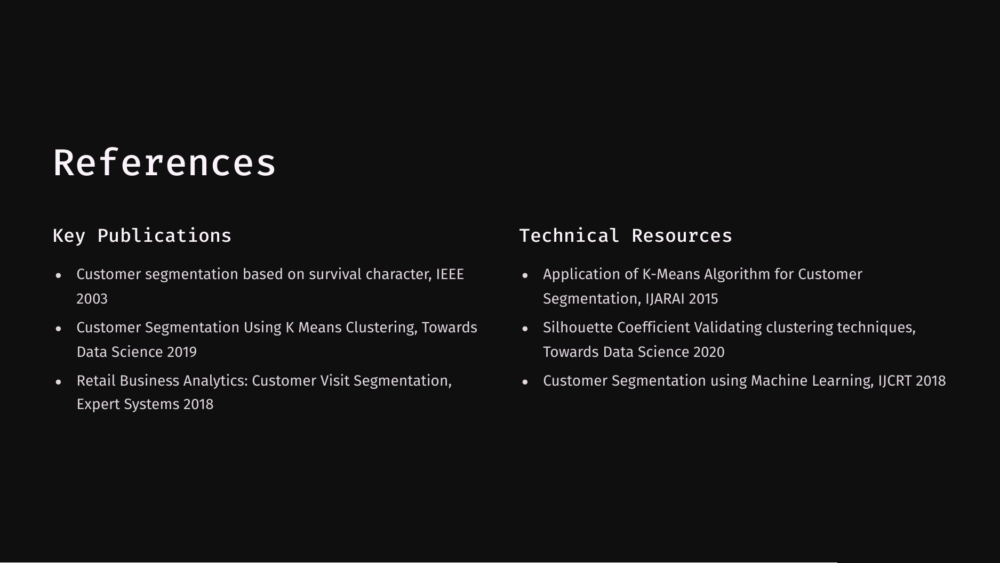 References
Key Publications
• Customer segmentation based on survival character, IEEE
2003
• Customer Segmentation Using K Means Clustering, Towards
Data Science 2019
• Retail Business Analytics: Customer Visit Segmentation,
Expert Systems 2018
Technical Resources
• Application of K-Means Algorithm for Customer
Segmentation, IJARAI 2015
• Silhouette Coefficient Validating clustering techniques,
Towards Data Science 2020
• Customer Segmentation using Machine Learning, IJCRT 2018